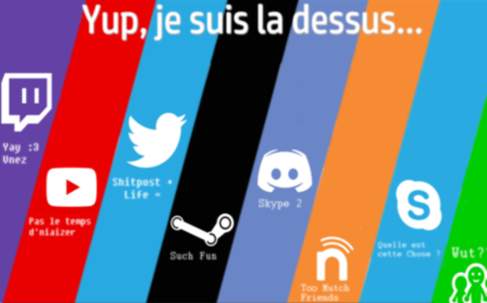 Yup, je suis la dessus...
Yay :3
Vnez
Pas le temps
d'niaizer
Shitpost +
Life -
Such Fun
Skype 2
Too Mutch
Friends
Quelle est
cette Chose ?
Wut??